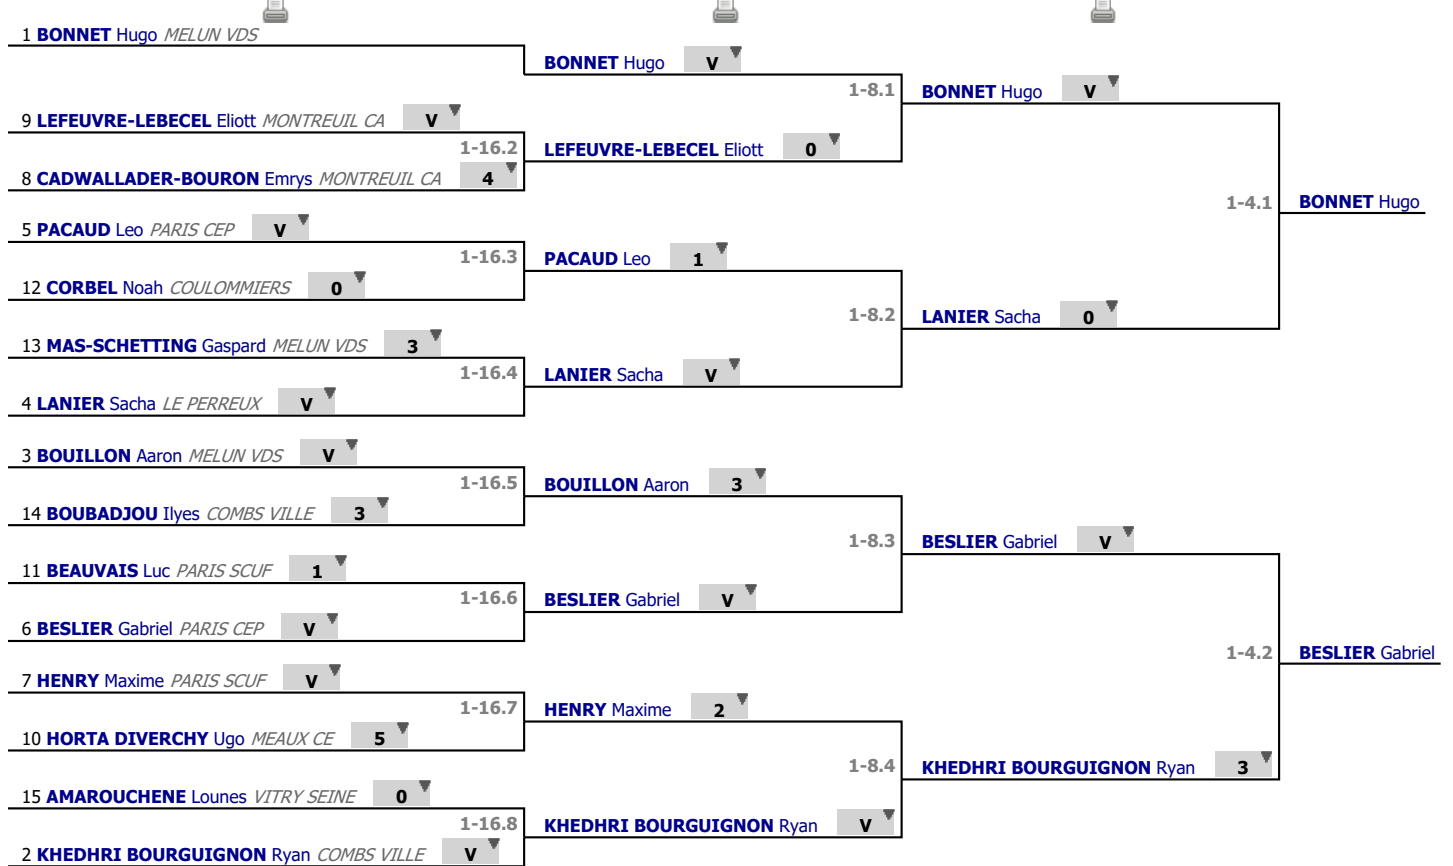 1 BONNET Hugo MELUN VDS
9 LEFEUVRE-LEBECEL Eliott MONTREUIL CA V
1-16.2
8 CADWALLADER-BOURON Emrys MONTREUIL CA 4
5 PACAUD Leo PARIS CEP V
1-16.3
12 CORBEL Noah COULOMMIERS 0
13 MAS-SCHETTING Gaspard MELUN VDS 3
1-16.4
4 LANIER Sacha LE PERREUX V
3 BOUILLON Aaron MELUN VDS V
1-16.5
14 BOUBADJOU Ilyes COMBS VILLE 3
11 BEAUVAIS Luc PARIS SCUF 1
1-16.6
6 BESLIER Gabriel PARIS CEP V
7 HENRY Maxime PARIS SCUF V
1-16.7
10 HORTA DIVERCHY Ugo MEAUX CE 5
15 AMAROUCHENE Lounes VITRY SEINE 0
1-16.8
2 KHEDHRI BOURGUIGNON Ryan COMBS VILLE V
BONNET Hugo V
1-8.1
LEFEUVRE-LEBECEL Eliott 0
PACAUD Leo 1
1-8.2
LANIER Sacha V
BOUILLON Aaron 3
1-8.3
BESLIER Gabriel V
HENRY Maxime 2
1-8.4
KHEDHRI BOURGUIGNON Ryan V
BONNET Hugo V
1-4.1
LANIER Sacha 0
BESLIER Gabriel V
1-4.2
KHEDHRI BOURGUIGNON Ryan 3
BONNET Hugo
BESLIER Gabriel